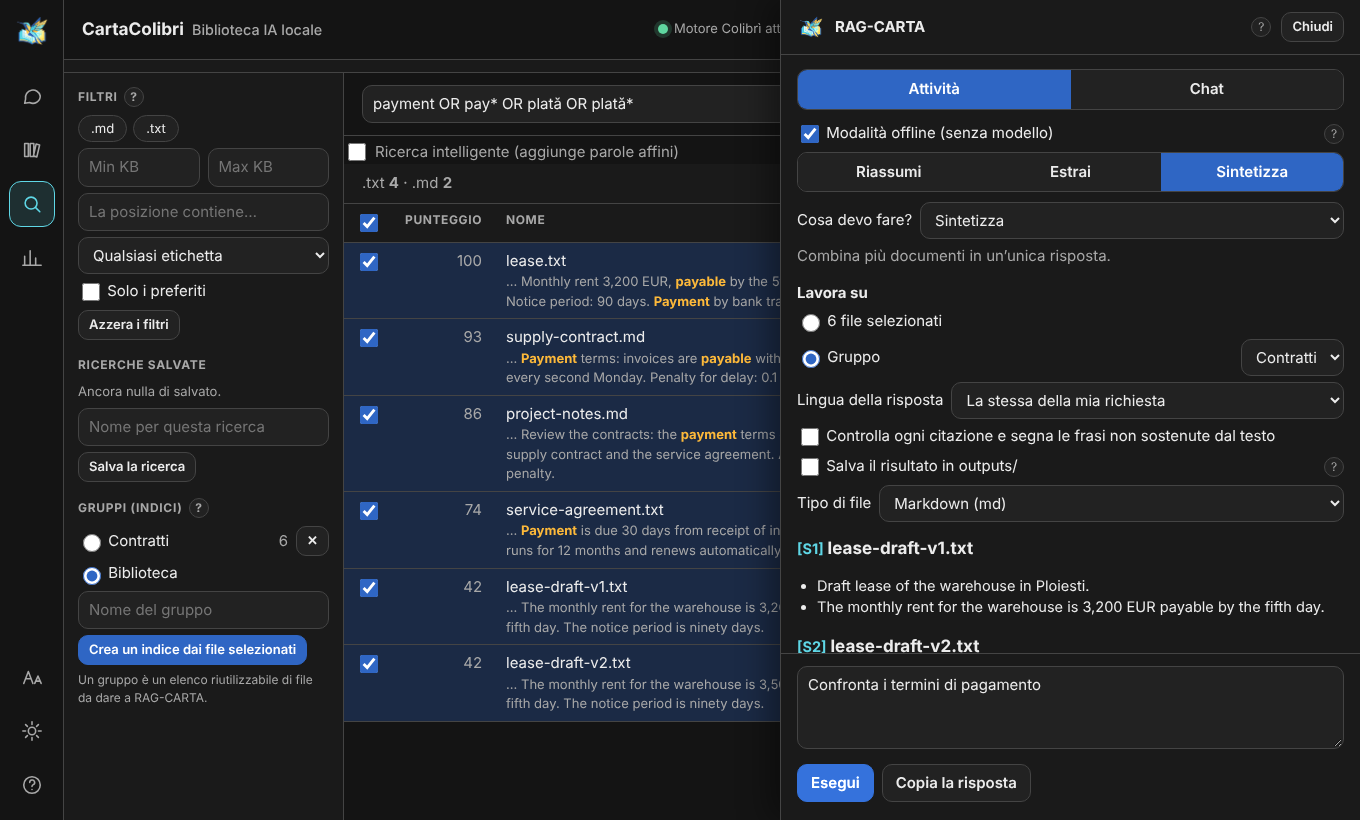 CartaColibri Biblioteca IA locale
Motore Colibrì att
FILTRI ?
.md .txt
Min KB Max KB
La posizione contiene...
Qualsiasi etichetta
Solo i preferiti
Azzera i filtri
RICERCHE SALVATE
Ancora nulla di salvato.
Nome per questa ricerca
Salva la ricerca
GRUPPI (INDICI) ?
Contratti 6 ×
Biblioteca
Nome del gruppo
Crea un indice dai file selezionati
Un gruppo è un elenco riutilizzabile di file
da dare a RAG-CARTA.
AA
?
payment OR pay* OR plată OR plată*
Ricerca intelligente (aggiunge parole affini)
.txt 4 · .md 2
PUNTEGGIO NOME
100 lease.txt
... Monthly rent 3,200 EUR, payable by the 5
Notice period: 90 days. Payment by bank tra
93 supply-contract.md
... Payment terms: invoices are payable with
every second Monday. Penalty for delay: 0.1
86 project-notes.md
... Review the contracts: the payment terms
supply contract and the service agreement.
penalty.
74 service-agreement.txt
... Payment is due 30 days from receipt of in
runs for 12 months and renews automatically
42 lease-draft-v1.txt
... The monthly rent for the warehouse is 3,20
fifth day. The notice period is ninety days.
42 lease-draft-v2.txt
... The monthly rent for the warehouse is 3,50
fifth day. The notice period is ninety days.
RAG-CARTA ? Chiudi
Attività Chat
Modalità offline (senza modello) ?
Riassumi Estrai Sintetizza
Cosa devo fare? Sintetizza
Combina più documenti in un'unica risposta.
Lavora su
6 file selezionati
Gruppo Contratti
Lingua della risposta La stessa della mia richiesta
Controlla ogni citazione e segna le frasi non sostenute dal testo
Salva il risultato in outputs/ ?
Tipo di file Markdown (md)
[S1] lease-draft-v1.txt
• Draft lease of the warehouse in Ploiesti.
• The monthly rent for the warehouse is 3,200 EUR payable by the fifth day.
[S2] lease-draft-v2.txt
Confronta i termini di pagamento
Esegui Copia la risposta